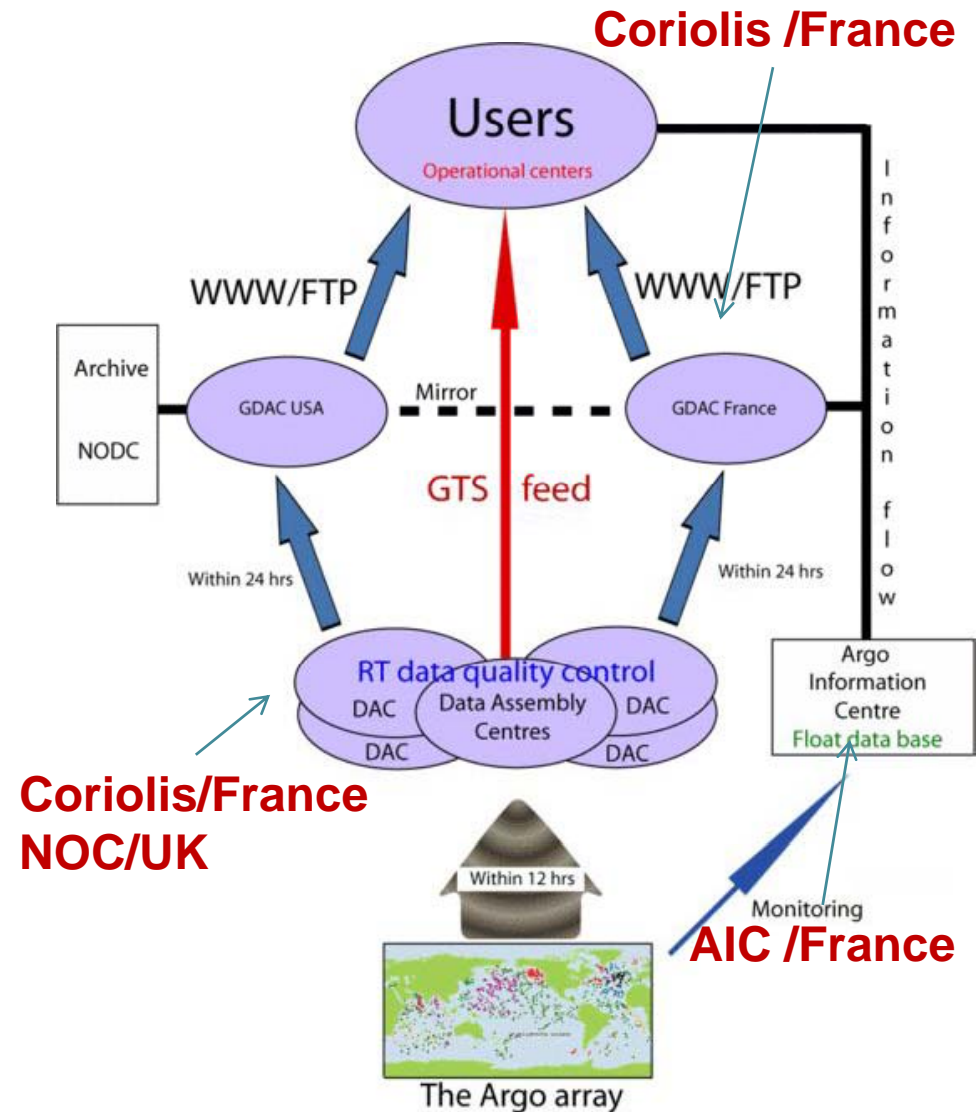 Coriolis /France
Users
Operational centers
Information flow
WWW/FTP
WWW/FTP
Archive
NODC
GDAC USA
Mirror
GDAC France
GTS feed
Within 24 hrs
Within 24 hrs
RT data quality control
DAC
Data Assembly
Centres
DAC
DAC
DAC
Argo
Information
Centre
Float data base
Coriolis/France
NOC/UK
Within 12 hrs
Monitoring
AIC /France
The Argo array